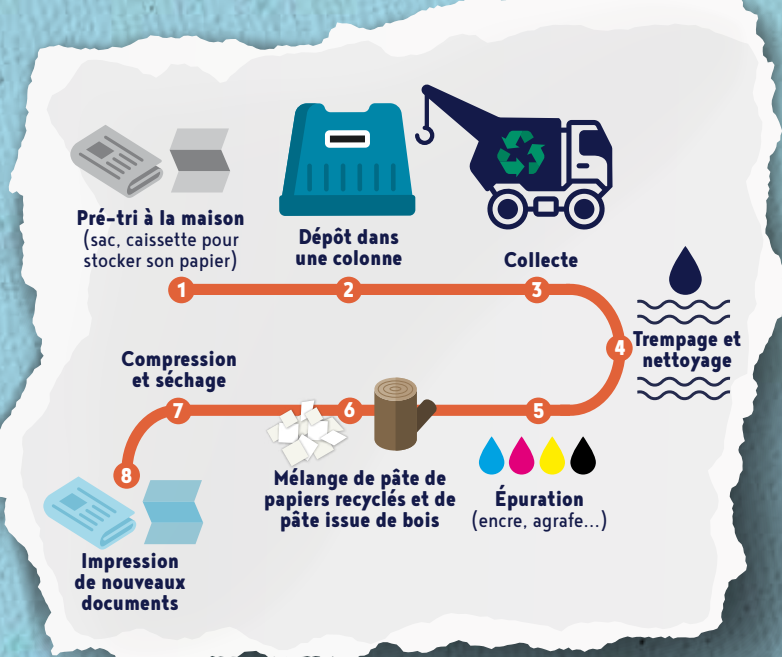 Pré-tri à la maison
(sac, caissette pour
stocker son papier)
1
Dépôt dans
une colonne
2
Collecte
3
4
Trempage et
nettoyage
5
Épuration
(encre, agrafe...)
6
Mélange de pâte de
papiers recyclés et de
pâte issue de bois
Compression
et séchage
7
8
Impression
de nouveaux
documents